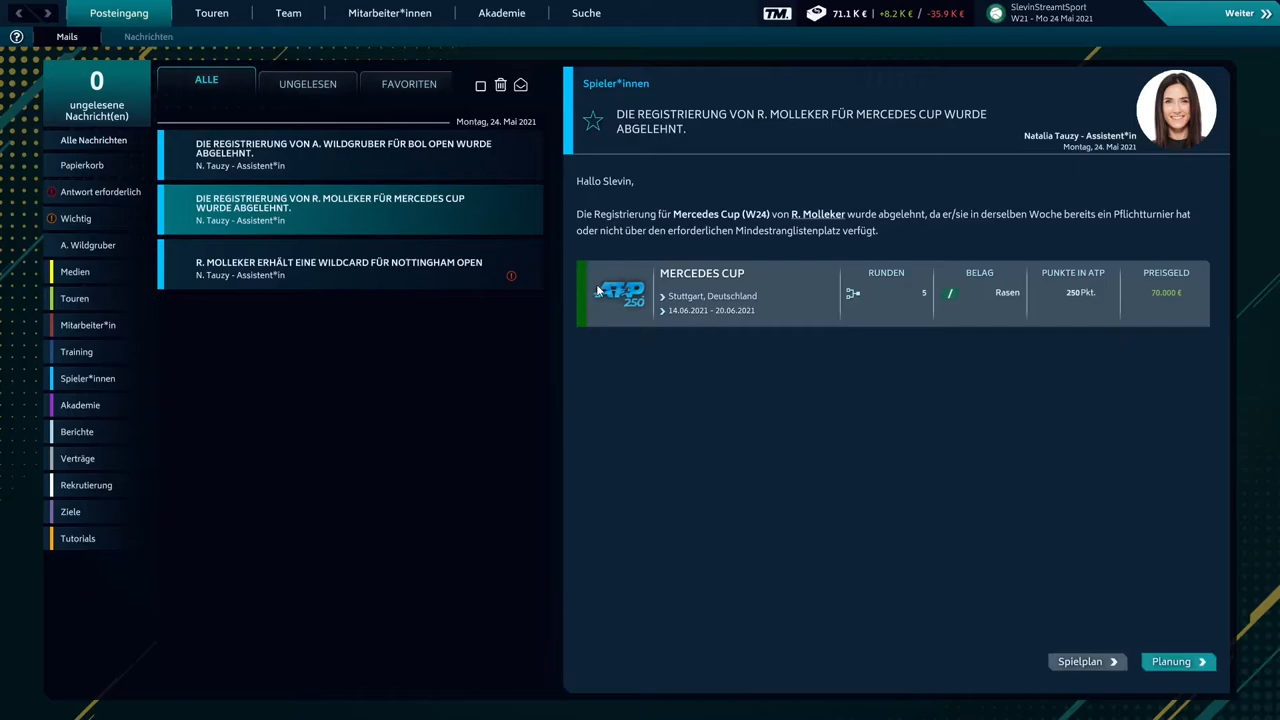 Posteingang
Touren
Team
Mitarbeiter*innen
Akademie
Suche
TM.
71.1 K € / +8.2 K € / -35.9 K €
SlevinStreamtSport
W21 - Mo 24 Mai 2021
Weiter
Mails
Nachrichten
0
ungelesene
Nachricht(en)
Alle Nachrichten
Papierkorb
Antwort erforderlich
Wichtig
A. Wildgruber
Medien
Touren
Mitarbeiter*in
Training
Spieler*innen
Akademie
Berichte
Verträge
Rekrutierung
Ziele
Tutorials
ALLE
UNGELESEN
FAVORITEN
Montag, 24. Mai 2021
DIE REGISTRIERUNG VON A. WILDGRUBER FÜR BOL OPEN WURDE
ABGELEHNT.
N. Tauzy - Assistent*in
DIE REGISTRIERUNG VON R. MOLLEKER FÜR MERCEDES CUP
WURDE ABGELEHNT.
N. Tauzy - Assistent*in
R. MOLLEKER ERHÄLT EINE WILDCARD FÜR NOTTINGHAM OPEN
N. Tauzy - Assistent*in
Spieler*innen
DIE REGISTRIERUNG VON R. MOLLEKER FÜR MERCEDES CUP WURDE
ABGELEHNT.
Natalia Tauzy - Assistent*in
Montag, 24. Mai 2021
Hallo Slevin,
Die Registrierung für Mercedes Cup (W24) von R. Molleker wurde abgelehnt, da er/sie in derselben Woche bereits ein Pflichtturnier hat
oder nicht über den erforderlichen Mindestranglistenplatz verfügt.
ATP
250
MERCEDES CUP
Stuttgart, Deutschland
14.06.2021 - 20.06.2021
RUNDEN
5
BELAG
Rasen
PUNKTE IN ATP
250 Pkt.
PREISGELD
70.000 €
Spielplan
Planung